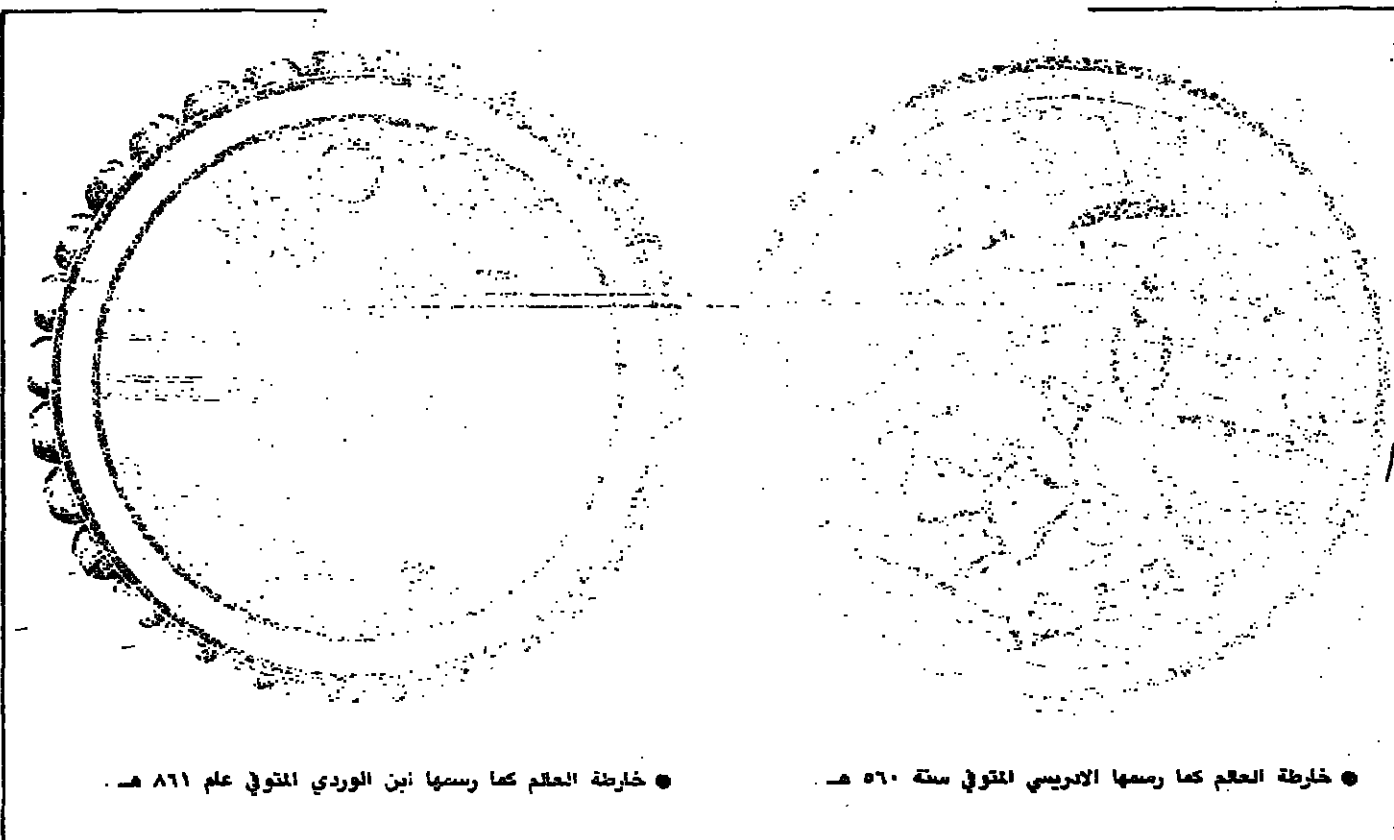 ● خارطة العالم كما رسمها الادريسي المتوفي سنة ٥٦٠ هـ .
● خارطة العالم كما رسمها ابن الوردي المتوفي عام ٨٦١ هـ .